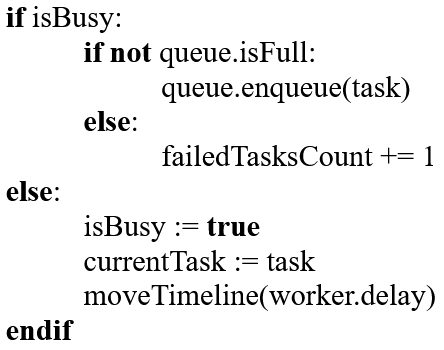 if isBusy:
if not queue.isFull:
queue.enqueue(task)
else:
failedTasksCount += 1
else:
isBusy := true
currentTask := task
moveTimeline(worker.delay)
endif